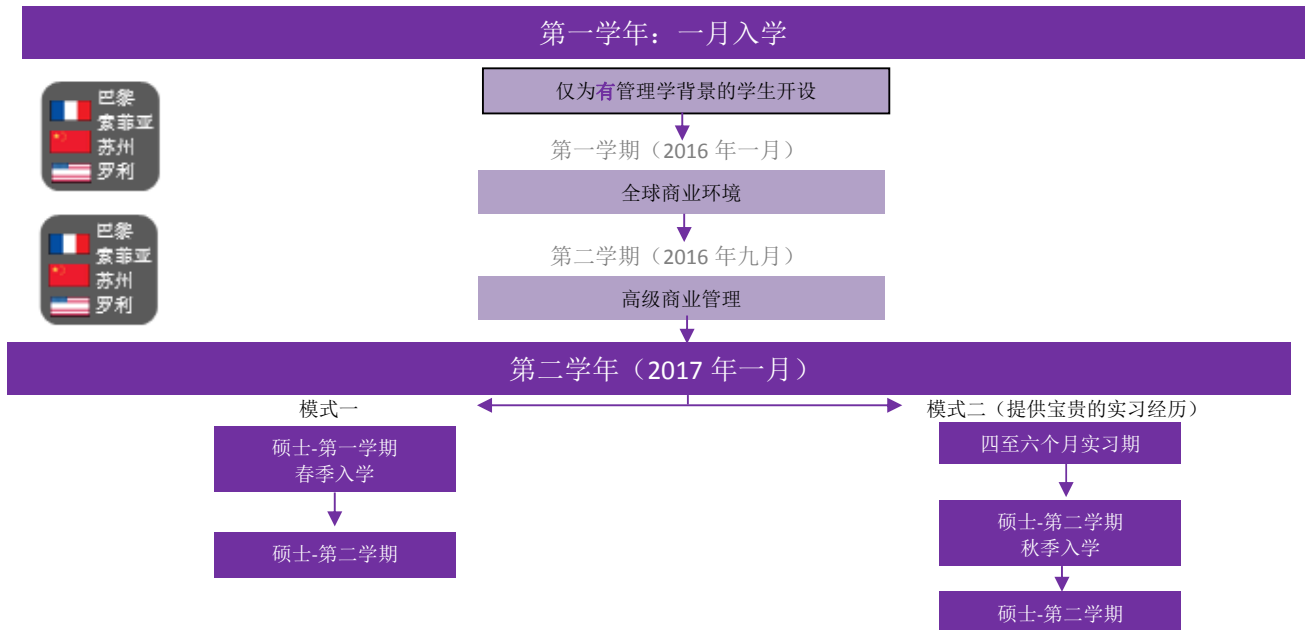 第一学年：一月入学
仅为有管理学背景的学生开设
巴黎
索菲亚
苏州
罗利
第一学期（2016 年一月）
全球商业环境
巴黎
索菲亚
苏州
罗利
第二学期（2016 年九月）
高级商业管理
第二学年（2017 年一月）
模式一
硕士-第一学期
春季入学
硕士-第二学期
模式二（提供宝贵的实习经历）
四至六个月实习期
硕士-第二学期
秋季入学
硕士-第二学期